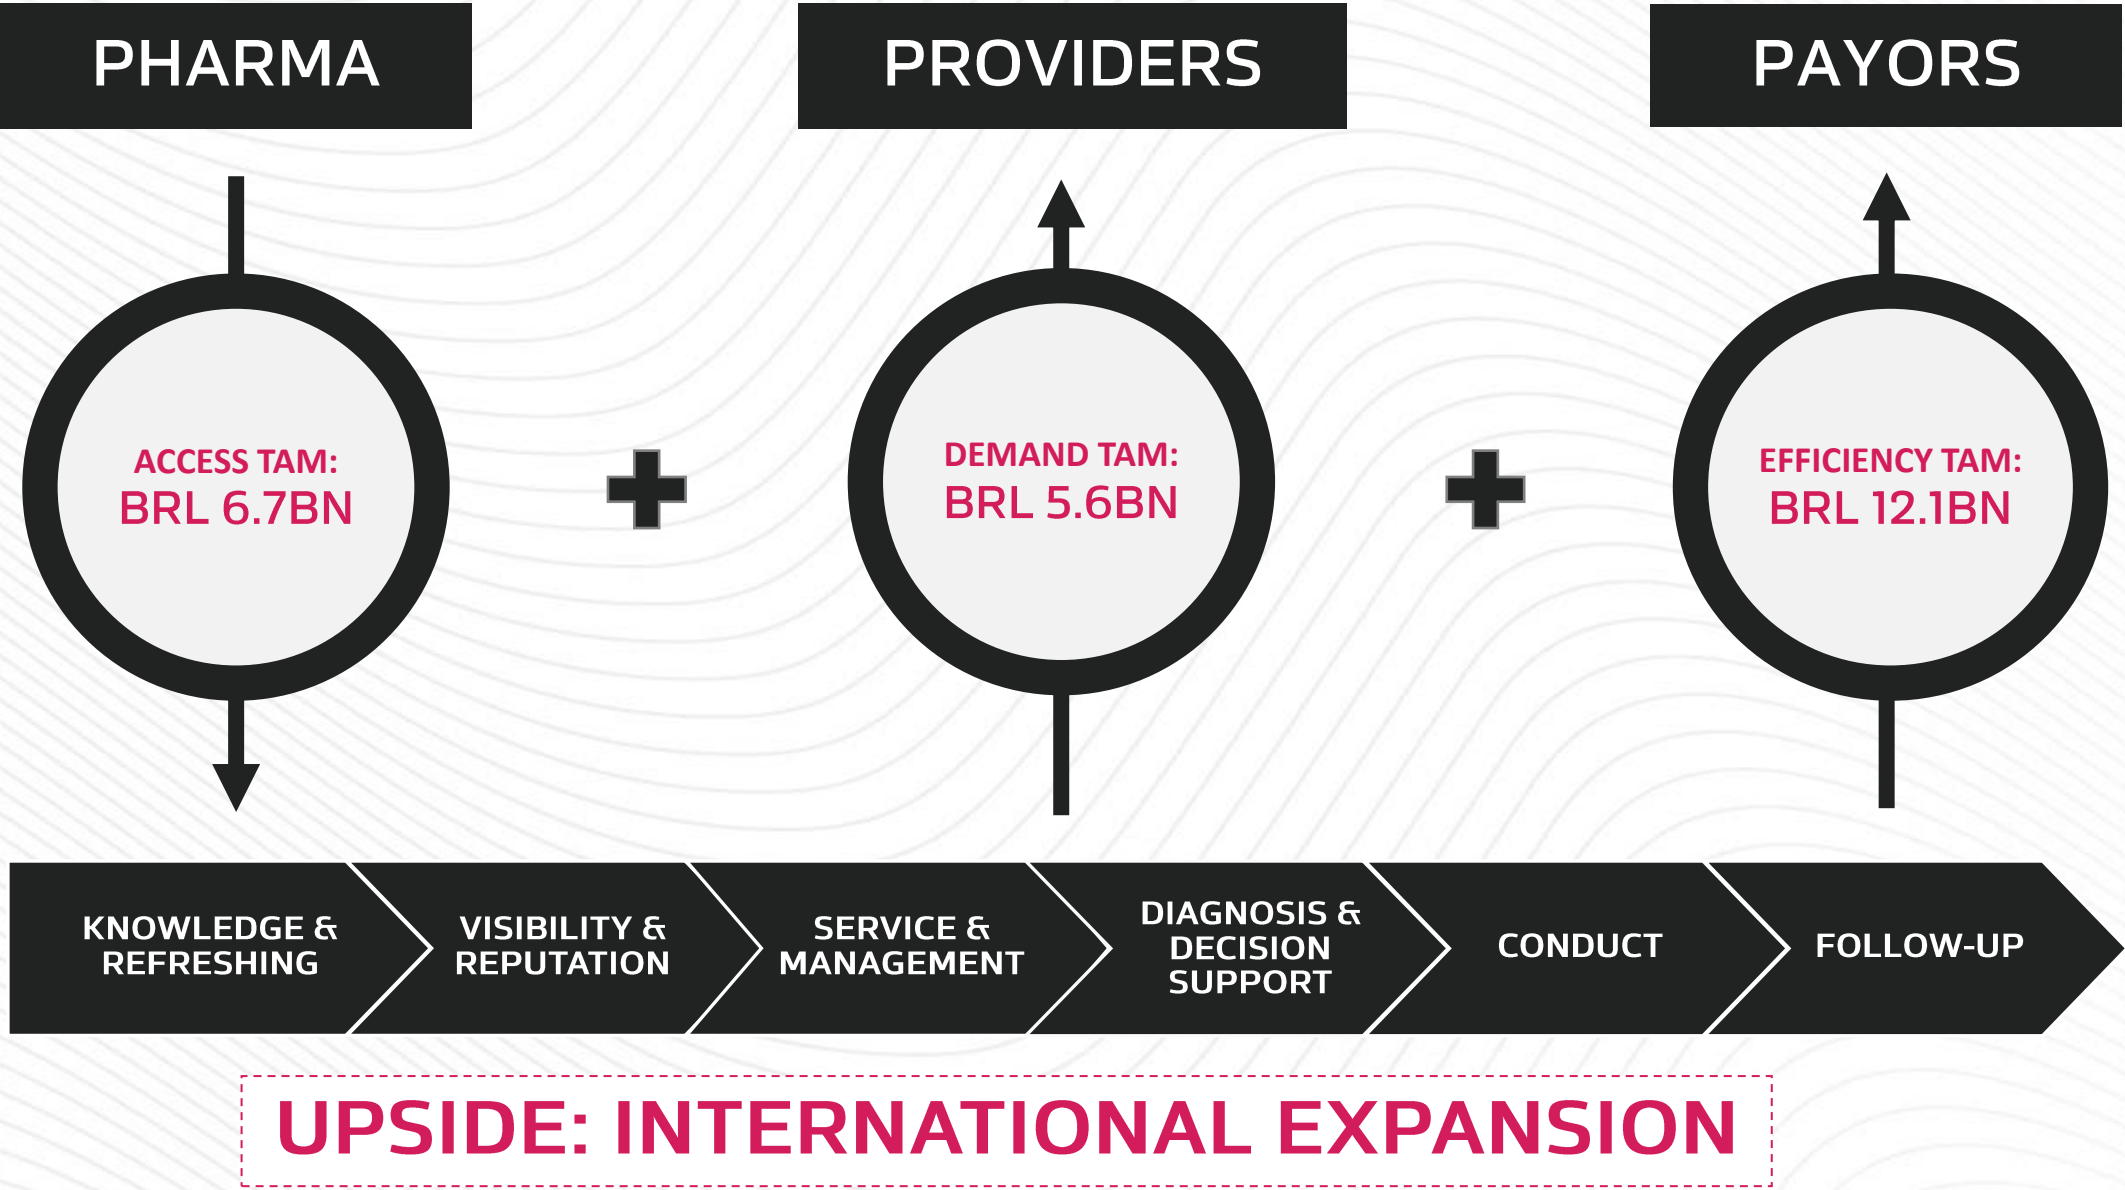 PHARMA
PROVIDERS
PAYORS
ACCESS TAM:
BRL 6.7BN
DEMAND TAM:
BRL 5.6BN
EFFICIENCY TAM:
BRL 12.1BN
KNOWLEDGE &
REFRESHING
VISIBILITY &
REPUTATION
SERVICE &
MANAGEMENT
DIAGNOSIS &
DECISION
SUPPORT
CONDUCT
FOLLOW-UP
UPSIDE: INTERNATIONAL EXPANSION